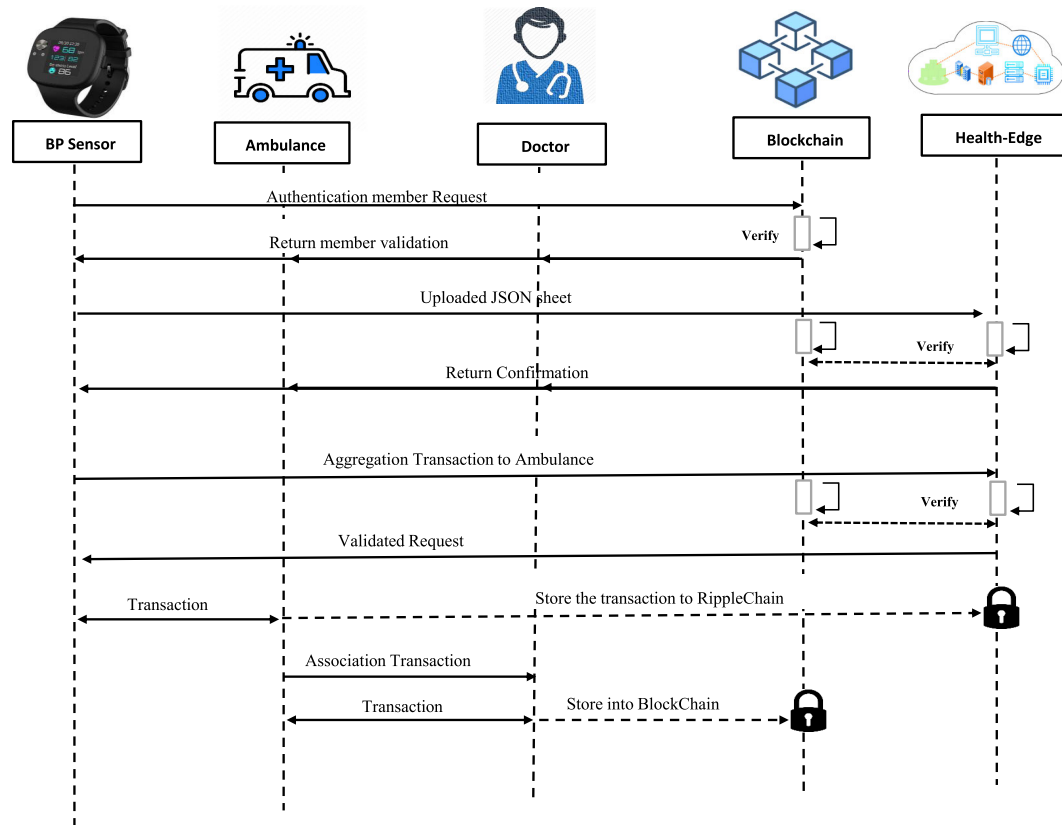 68
86
BP Sensor
Ambulance
Doctor
Blockchain
Health-Edge
Authentication member Request
Verify
Return member validation
Uploaded JSON sheet
Verify
Return Confirmation
Aggregation Transaction to Ambulance
Verify
Validated Request
Transaction
Store the transaction to RippleChain
Association Transaction
Transaction
Store into BlockChain